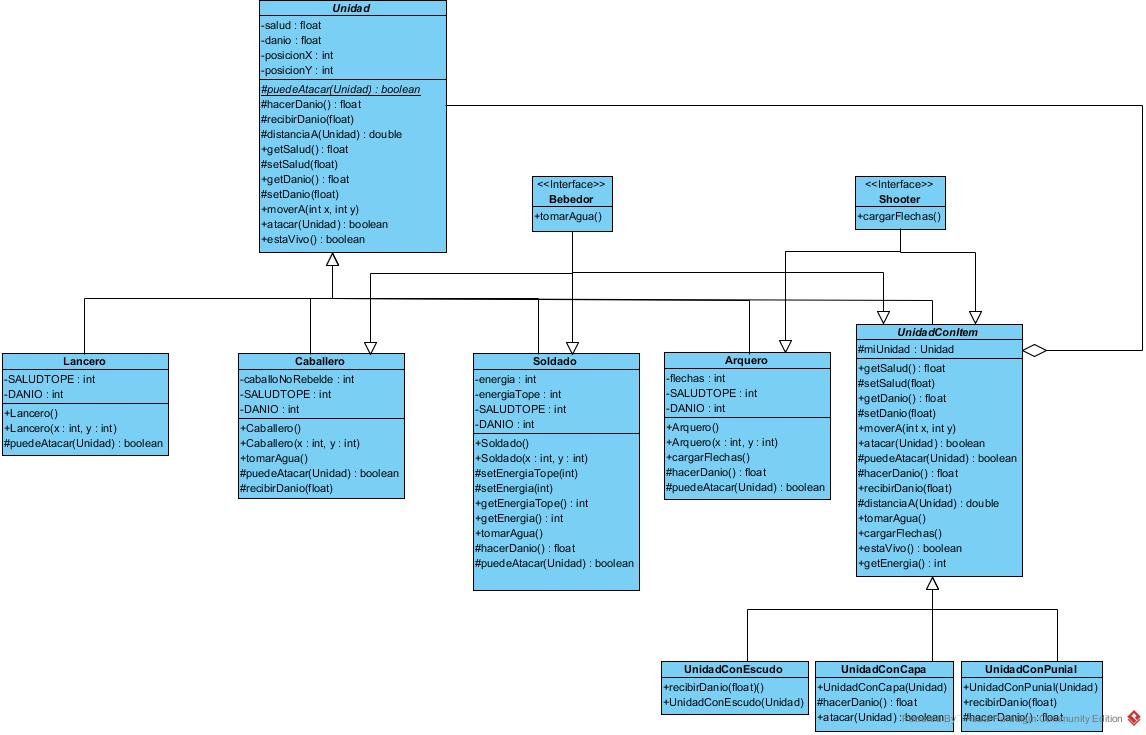 Unidad
-salud : float
-danio : float
-posicionX : int
-posicionY : int
#puedeAtacar(Unidad) : boolean
#hacerDanio() : float
#recibirDanio(float)
#distanciaA(Unidad) : double
+getSalud() : float
#setSalud(float)
+getDanio() : float
#setDanio(float)
+moverA(int x, int y)
+atacar(Unidad) : boolean
+estaVivo() : boolean
<<Interface>>
Bebedor
+tomarAgua()
<<Interface>>
Shooter
+cargarFlechas()
Lancero
-SALUDTOPE : int
-DANIO : int
+Lancero()
+Lancero(x : int, y : int)
#puedeAtacar(Unidad) : boolean
Caballero
-caballoNoRebelde : int
-SALUDTOPE : int
-DANIO : int
+Caballero()
+Caballero(x : int, y : int)
+tomarAgua()
#puedeAtacar(Unidad) : boolean
#recibirDanio(float)
Soldado
-energia : int
-energiaTope : int
-SALUDTOPE : int
-DANIO : int
+Soldado()
+Soldado(x : int, y : int)
#setEnergiaTope(int)
#setEnergia(int)
+getEnergiaTope() : int
+getEnergia() : int
+tomarAgua()
#hacerDanio() : float
#puedeAtacar(Unidad) : boolean
Arquero
-flechas : int
-SALUDTOPE : int
-DANIO : int
+Arquero()
+Arquero(x : int, y : int)
+cargarFlechas()
#hacerDanio() : float
#puedeAtacar(Unidad) : boolean
UnidadConItem
#miUnidad : Unidad
+getSalud() : float
#setSalud(float)
+getDanio() : float
#setDanio(float)
+moverA(int x, int y)
+atacar(Unidad) : boolean
#puedeAtacar(Unidad) : boolean
#hacerDanio() : float
+recibirDanio(float)
#distanciaA(Unidad) : double
+tomarAgua()
+cargarFlechas()
+estaVivo() : boolean
+getEnergia() : int
UnidadConEscudo
+recibirDanio(float)()
+UnidadConEscudo(Unidad)
UnidadConCapa
+UnidadConCapa(Unidad)
#hacerDanio() : float
+atacar(Unidad) : boolean
UnidadConPunial
+UnidadConPunial(Unidad)
+recibirDanio(float)
#hacerDanio() : float
Community Edition